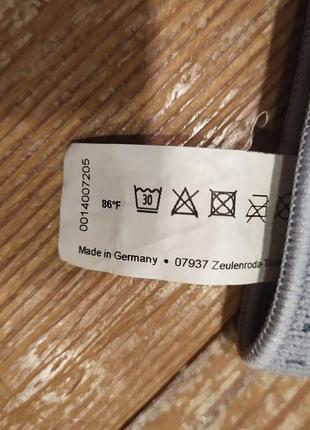 0014007205
86°F 30
Made in Germany • 07937 Zeulenroda-